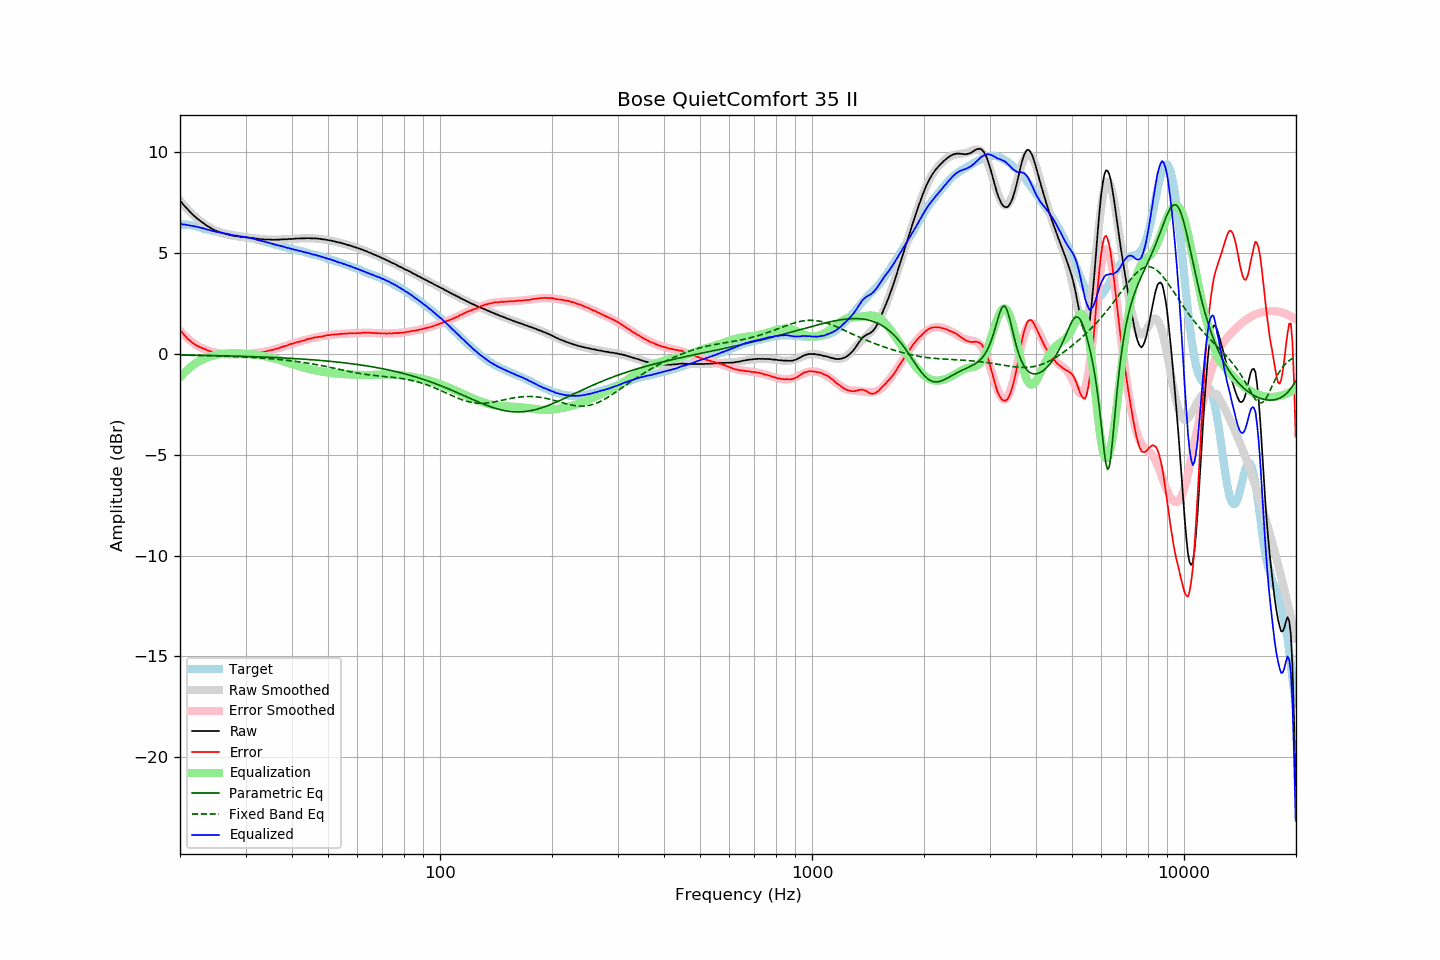 Bose QuietComfort 35 II
10
5
0
−5
−10
−15
−20
Amplitude (dBr)
Target
Raw Smoothed
Error Smoothed
Raw
Error
Equalization
Parametric Eq
Fixed Band Eq
Equalized
100 1000 10000
Frequency (Hz)